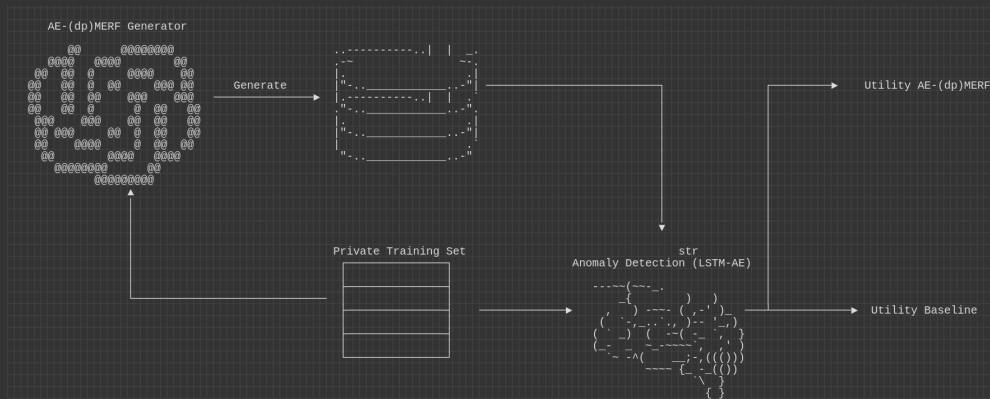 AE-(dp)MERF Generator
Generate
Utility AE-(dp)MERF
Private Training Set
str
Anomaly Detection (LSTM-AE)
Utility Baseline